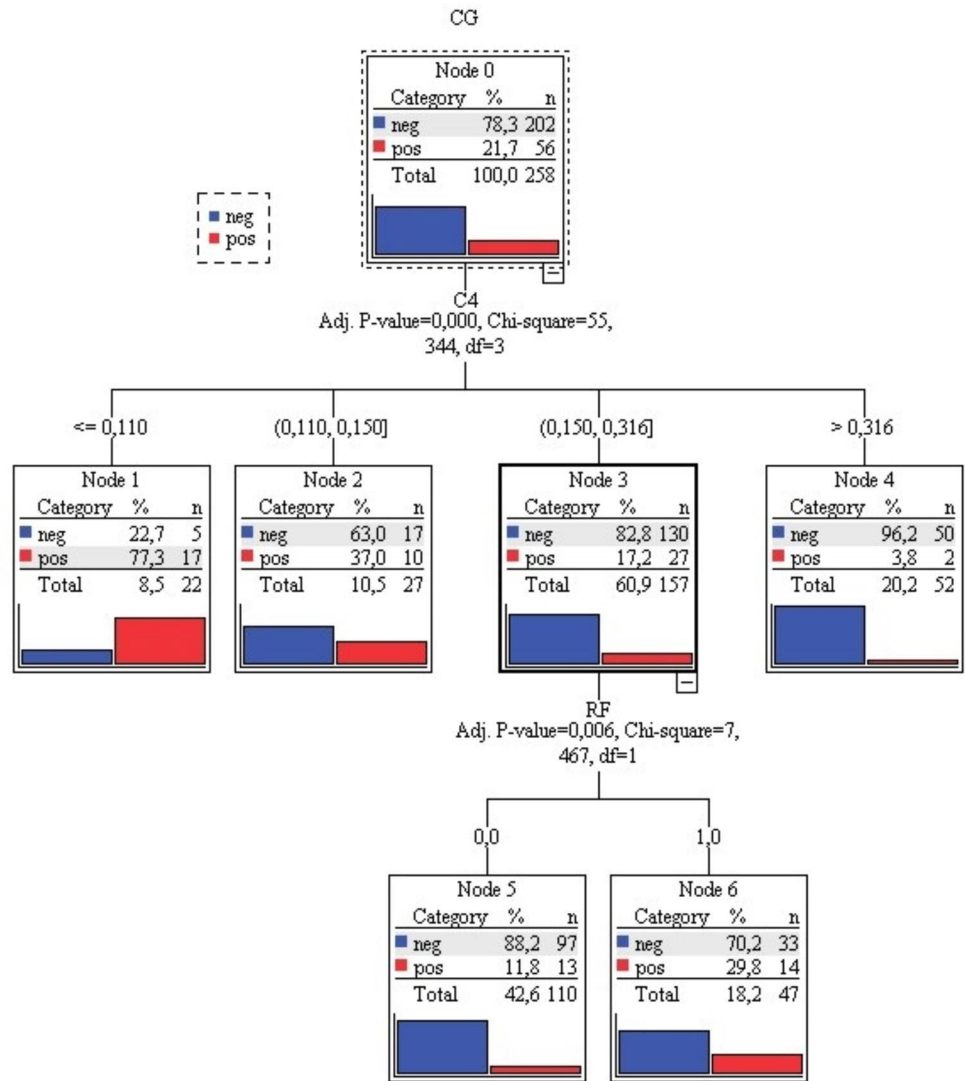 CG
Node 0
Category % n
neg 78,3 202
pos 21,7 56
Total 100,0 258
neg
pos
C4
Adj. P-value=0,000, Chi-square=55,
344, df=3
<= 0,110
(0,110, 0,150]
(0,150, 0,316]
> 0,316
Node 1
Category % n
neg 22,7 5
pos 77,3 17
Total 8,5 22
Node 2
Category % n
neg 63,0 17
pos 37,0 10
Total 10,5 27
Node 3
Category % n
neg 82,8 130
pos 17,2 27
Total 60,9 157
Node 4
Category % n
neg 96,2 50
pos 3,8 2
Total 20,2 52
RF
Adj. P-value=0,006, Chi-square=7,
467, df=1
0,0
1,0
Node 5
Category % n
neg 88,2 97
pos 11,8 13
Total 42,6 110
Node 6
Category % n
neg 70,2 33
pos 29,8 14
Total 18,2 47